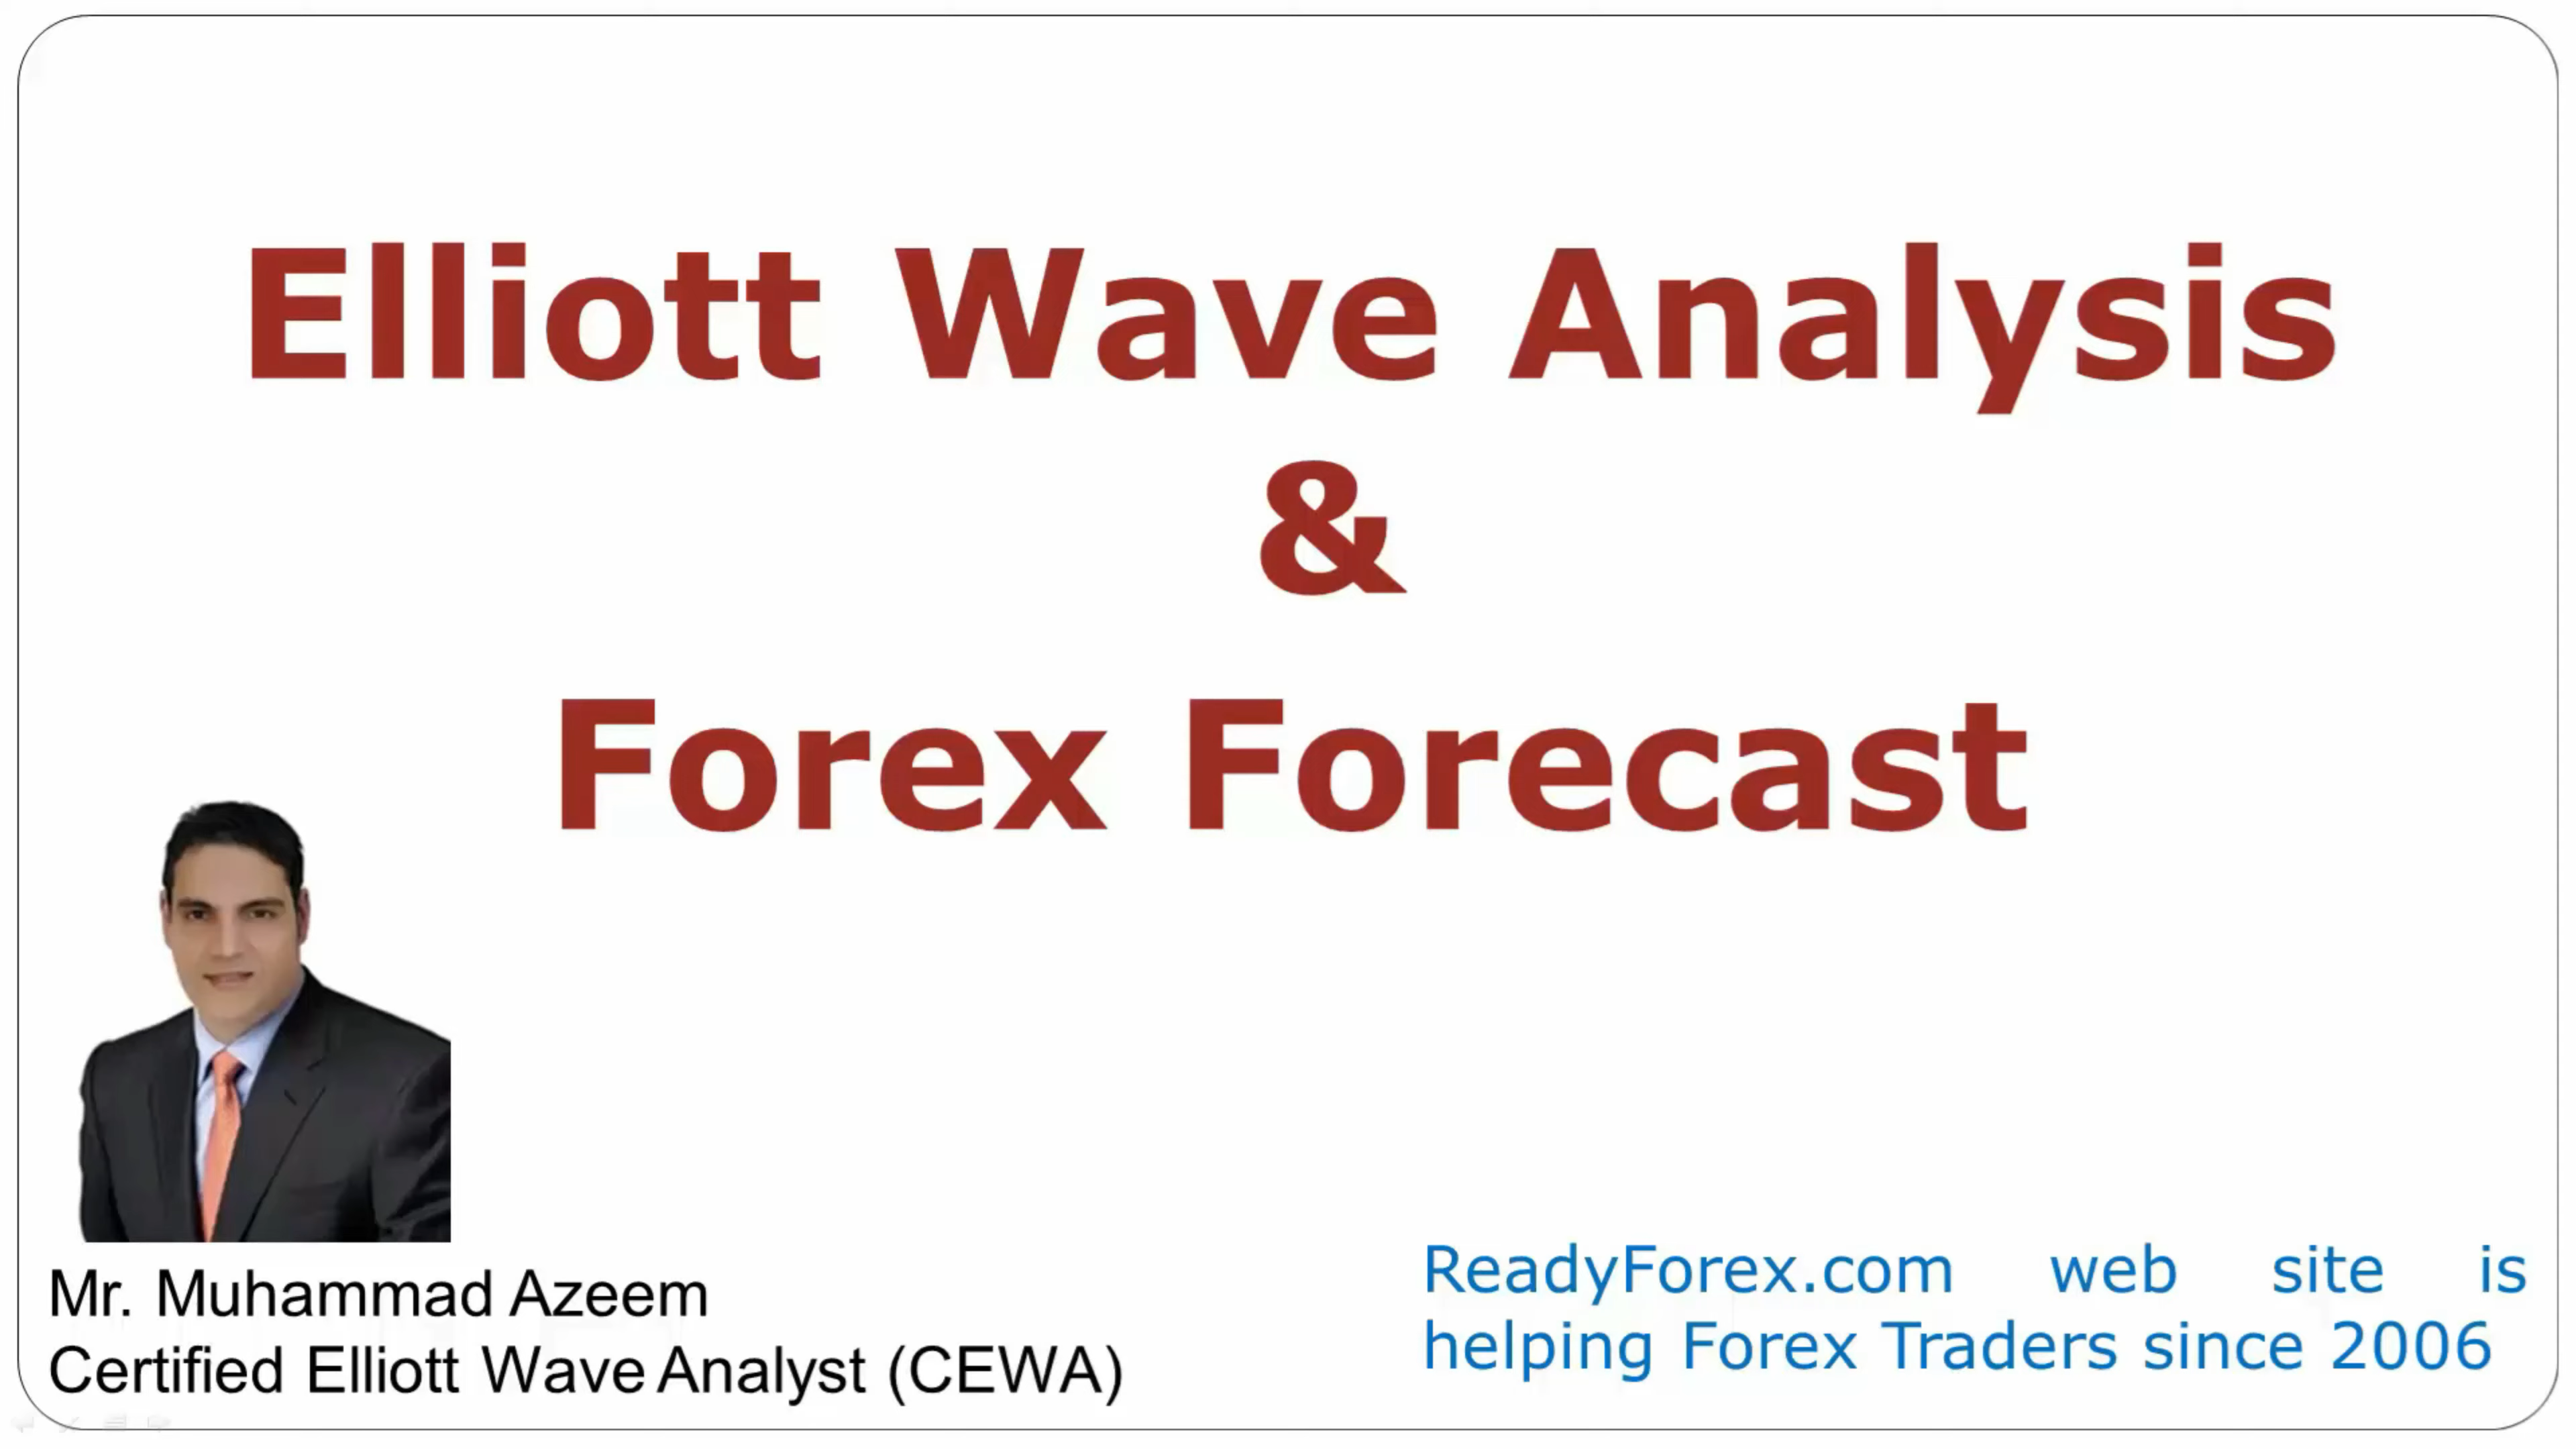 Elliott Wave Analysis
&
Forex Forecast
Mr. Muhammad Azeem
Certified Elliott Wave Analyst (CEWA)
ReadyForex.com web site is
helping Forex Traders since 2006